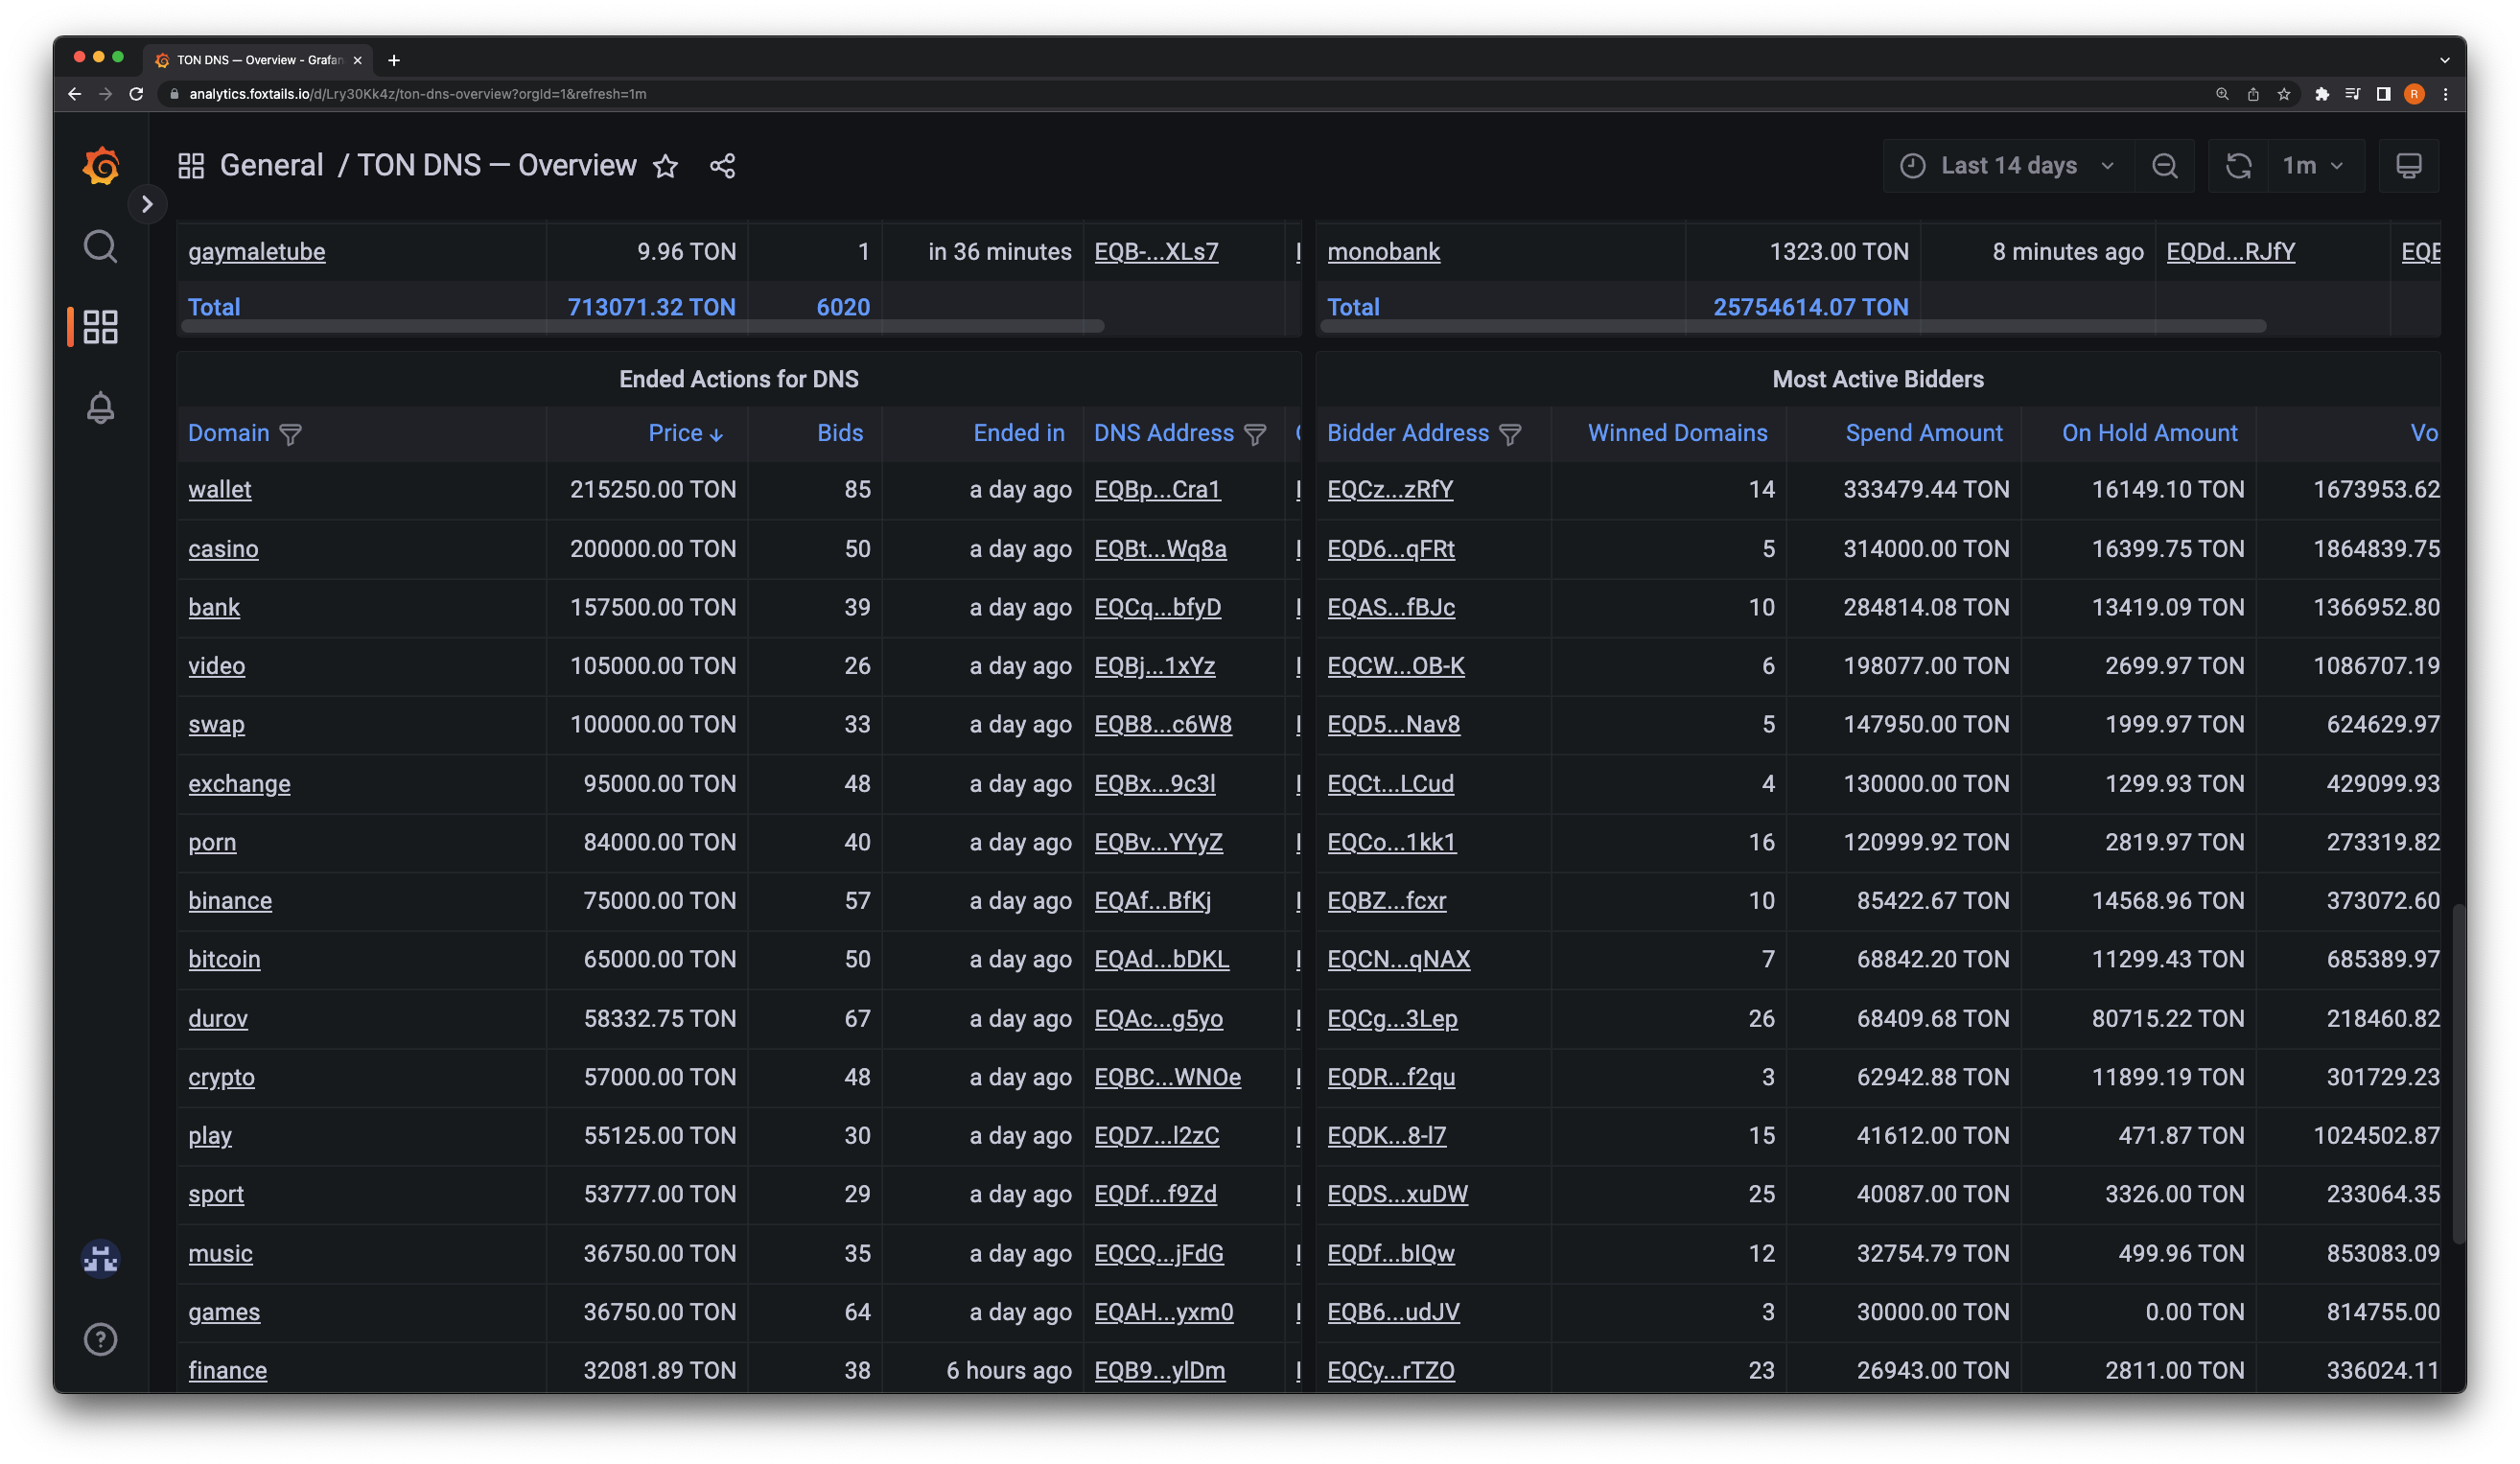 TON DNS — Overview - Grafan
analytics.foxtails.io/d/Lry30Kk4z/ton-dns-overview?orgId=1&refresh=1m
R
General / TON DNS — Overview
Last 14 days
1m
gaymaletube 9.96 TON 1 in 36 minutes EQB-...XLs7
Total 713071.32 TON 6020
monobank 1323.00 TON 8 minutes ago EQDd...RJfY EQE
Total 25754614.07 TON
Ended Actions for DNS
Domain Price Bids Ended in DNS Address
wallet 215250.00 TON 85 a day ago EQBp...Cra1
casino 200000.00 TON 50 a day ago EQBt...Wq8a
bank 157500.00 TON 39 a day ago EQCq...bfyD
video 105000.00 TON 26 a day ago EQBj...1xYz
swap 100000.00 TON 33 a day ago EQB8...c6W8
exchange 95000.00 TON 48 a day ago EQBx...9c3l
porn 84000.00 TON 40 a day ago EQBv...YYyZ
binance 75000.00 TON 57 a day ago EQAf...BfKj
bitcoin 65000.00 TON 50 a day ago EQAd...bDKL
durov 58332.75 TON 67 a day ago EQAc...g5yo
crypto 57000.00 TON 48 a day ago EQBC...WNOe
play 55125.00 TON 30 a day ago EQD7...l2zC
sport 53777.00 TON 29 a day ago EQDf...f9Zd
music 36750.00 TON 35 a day ago EQCQ...jFdG
games 36750.00 TON 64 a day ago EQAH...yxm0
finance 32081.89 TON 38 6 hours ago EQB9...ylDm
Most Active Bidders
Bidder Address Winned Domains Spend Amount On Hold Amount Vo
EQCz...zRfY 14 333479.44 TON 16149.10 TON 1673953.62
EQD6...qFRt 5 314000.00 TON 16399.75 TON 1864839.75
EQAS...fBJc 10 284814.08 TON 13419.09 TON 1366952.80
EQCW...OB-K 6 198077.00 TON 2699.97 TON 1086707.19
EQD5...Nav8 5 147950.00 TON 1999.97 TON 624629.97
EQCt...LCud 4 130000.00 TON 1299.93 TON 429099.93
EQCo...1kk1 16 120999.92 TON 2819.97 TON 273319.82
EQBZ...fcxr 10 85422.67 TON 14568.96 TON 373072.60
EQCN...qNAX 7 68842.20 TON 11299.43 TON 685389.97
EQCg...3Lep 26 68409.68 TON 80715.22 TON 218460.82
EQDR...f2qu 3 62942.88 TON 11899.19 TON 301729.23
EQDK...8-l7 15 41612.00 TON 471.87 TON 1024502.87
EQDS...xuDW 25 40087.00 TON 3326.00 TON 233064.35
EQDf...bIQw 12 32754.79 TON 499.96 TON 853083.09
EQB6...udJV 3 30000.00 TON 0.00 TON 814755.00
EQCy...rTZO 23 26943.00 TON 2811.00 TON 336024.11